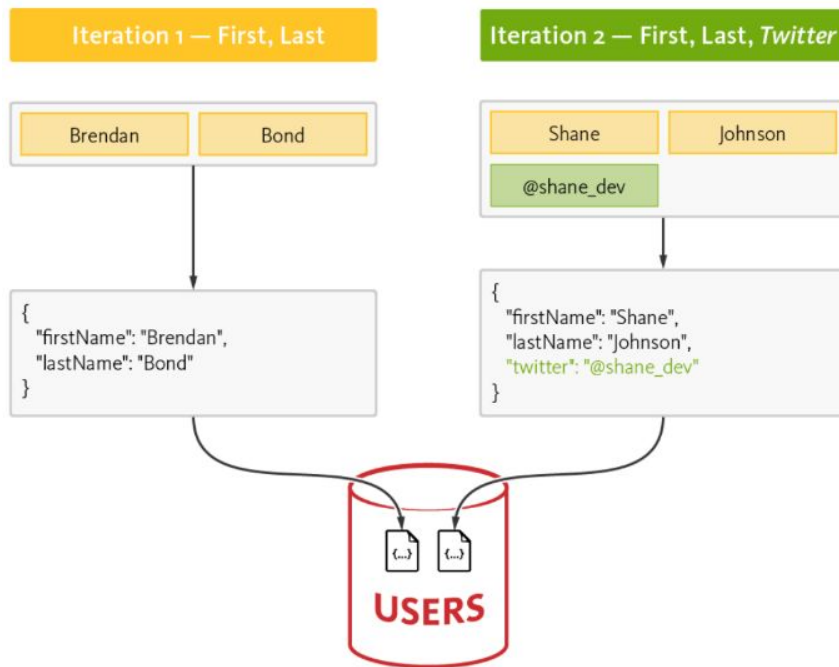 Iteration 1 — First, Last
Brendan
Bond
{
"firstName": "Brendan",
"lastName": "Bond"
}
Iteration 2 — First, Last, Twitter
Shane
Johnson
@shane_dev
{
"firstName": "Shane",
"lastName": "Johnson",
"twitter": "@shane_dev"
}
{...}
{...}
USERS